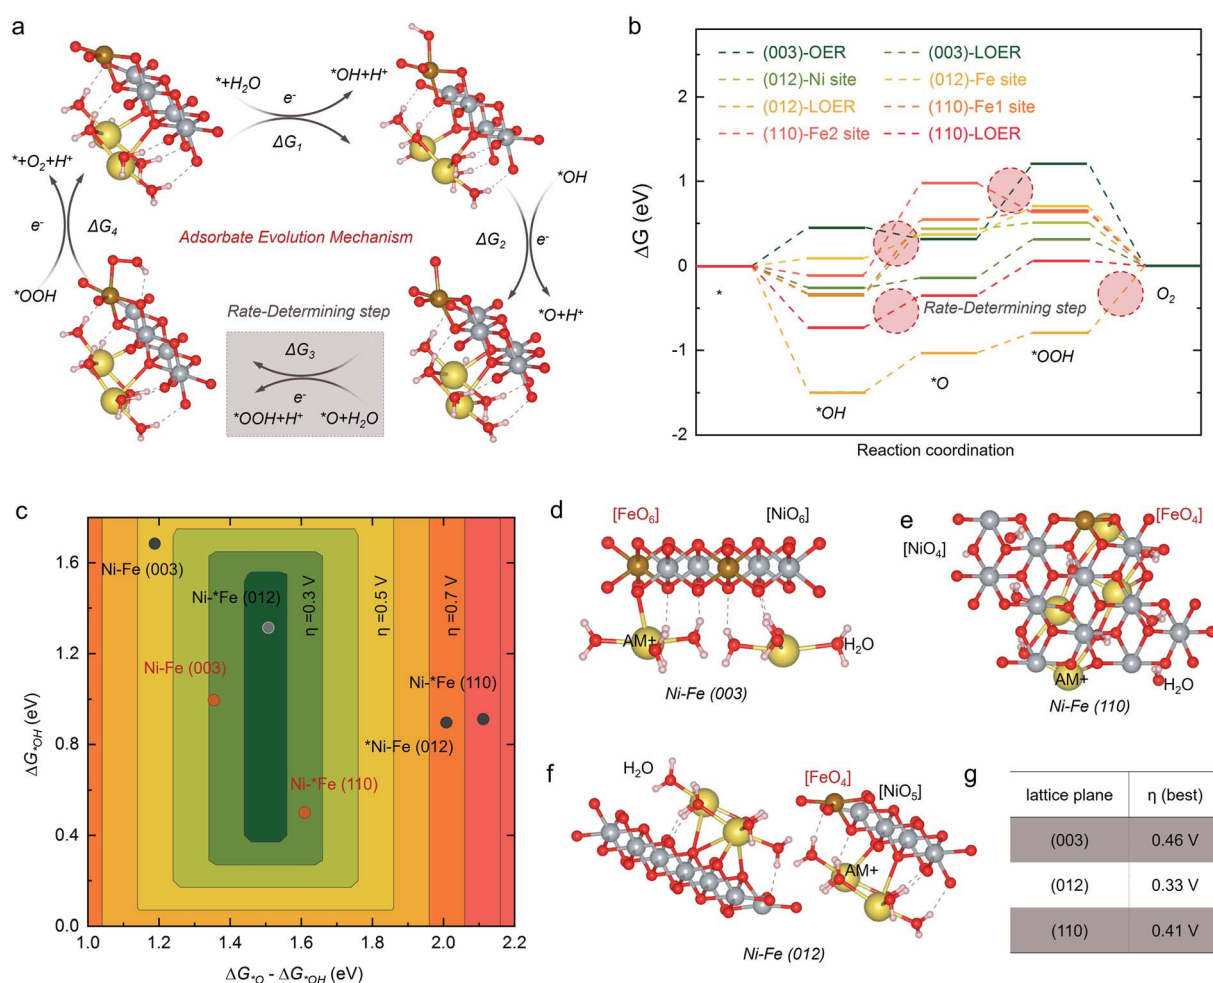 a
*+H₂O
*OH+H⁺
e⁻
ΔG₁
*+O₂+H⁺
e⁻
ΔG₄
*OOH
Adsorbate Evolution Mechanism
*OH
ΔG₂
e⁻
*O+H⁺
Rate-Determining step
ΔG₃
e⁻
*OOH+H⁺
*O+H₂O
b
(003)-OER
(003)-LOER
(012)-Ni site
(012)-Fe site
(012)-LOER
(110)-Fe1 site
(110)-Fe2 site
(110)-LOER
ΔG (eV)
2
1
0
-1
-2
*
*OH
*O
*OOH
O₂
Rate-Determining step
Reaction coordination
c
ΔG*OH (eV)
1.6
1.2
0.8
0.4
0.0
1.0
1.2
1.4
1.6
1.8
2.0
2.2
ΔG*O - ΔG*OH (eV)
Ni-Fe (003)
Ni-*Fe (012)
Ni-Fe (003)
Ni-*Fe (110)
*Ni-Fe (012)
Ni-*Fe (110)
η =0.3 V
η =0.5 V
η =0.7 V
d
[FeO₆]
[NiO₆]
AM+
H₂O
Ni-Fe (003)
e
[FeO₄]
[NiO₄]
AM+
H₂O
Ni-Fe (110)
f
H₂O
[FeO₄]
[NiO₅]
AM+
Ni-Fe (012)
g
lattice plane η (best)
(003) 0.46 V
(012) 0.33 V
(110) 0.41 V